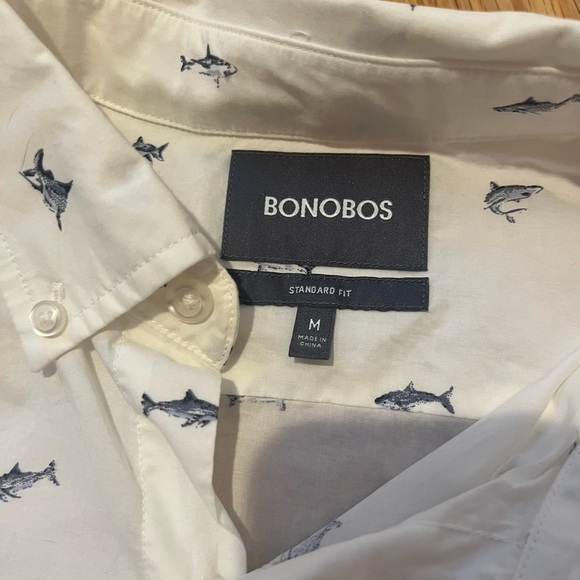 BONOBOS
STANDARD FIT
M
MADE IN
CHINA